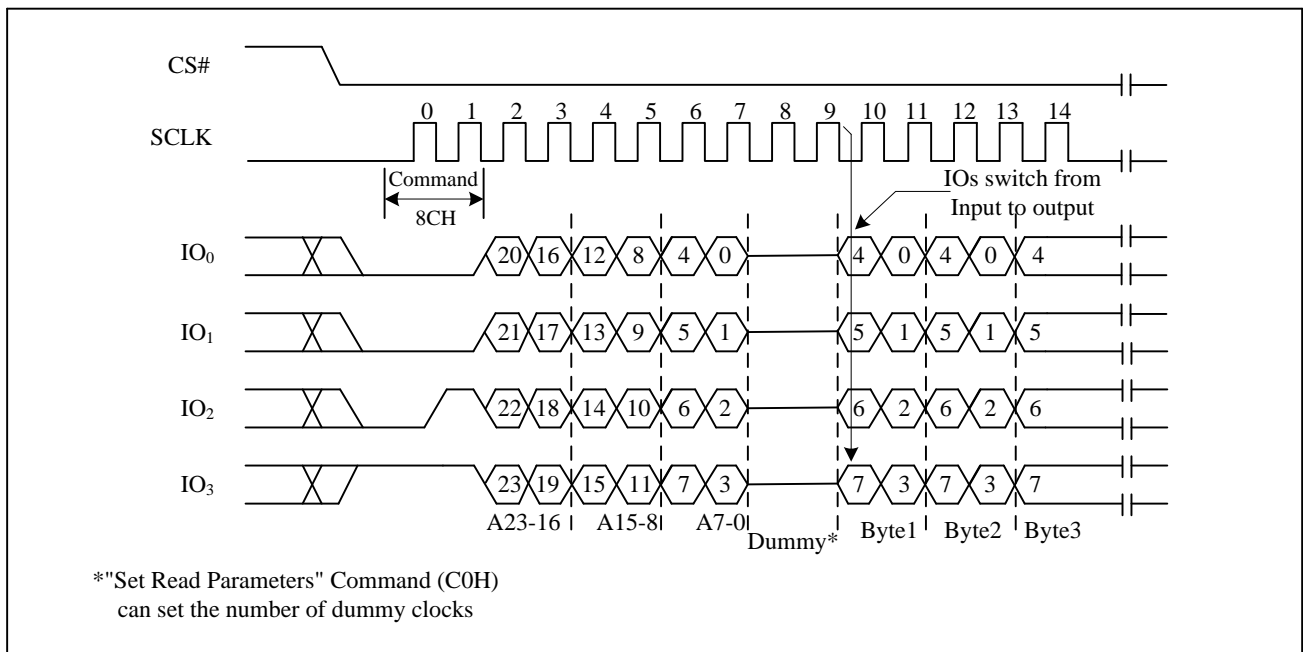 CS#
0 1 2 3 4 5 6 7 8 9 10 11 12 13 14
SCLK
Command
8CH
IOs switch from
Input to output
IO0 20 16 12 8 4 0 4 0 4 0 4
IO1 21 17 13 9 5 1 5 1 5 1 5
IO2 22 18 14 10 6 2 6 2 6 2 6
IO3 23 19 15 11 7 3 7 3 7 3 7
A23-16 A15-8 A7-0 Dummy* Byte1 Byte2 Byte3
*"Set Read Parameters" Command (C0H)
can set the number of dummy clocks